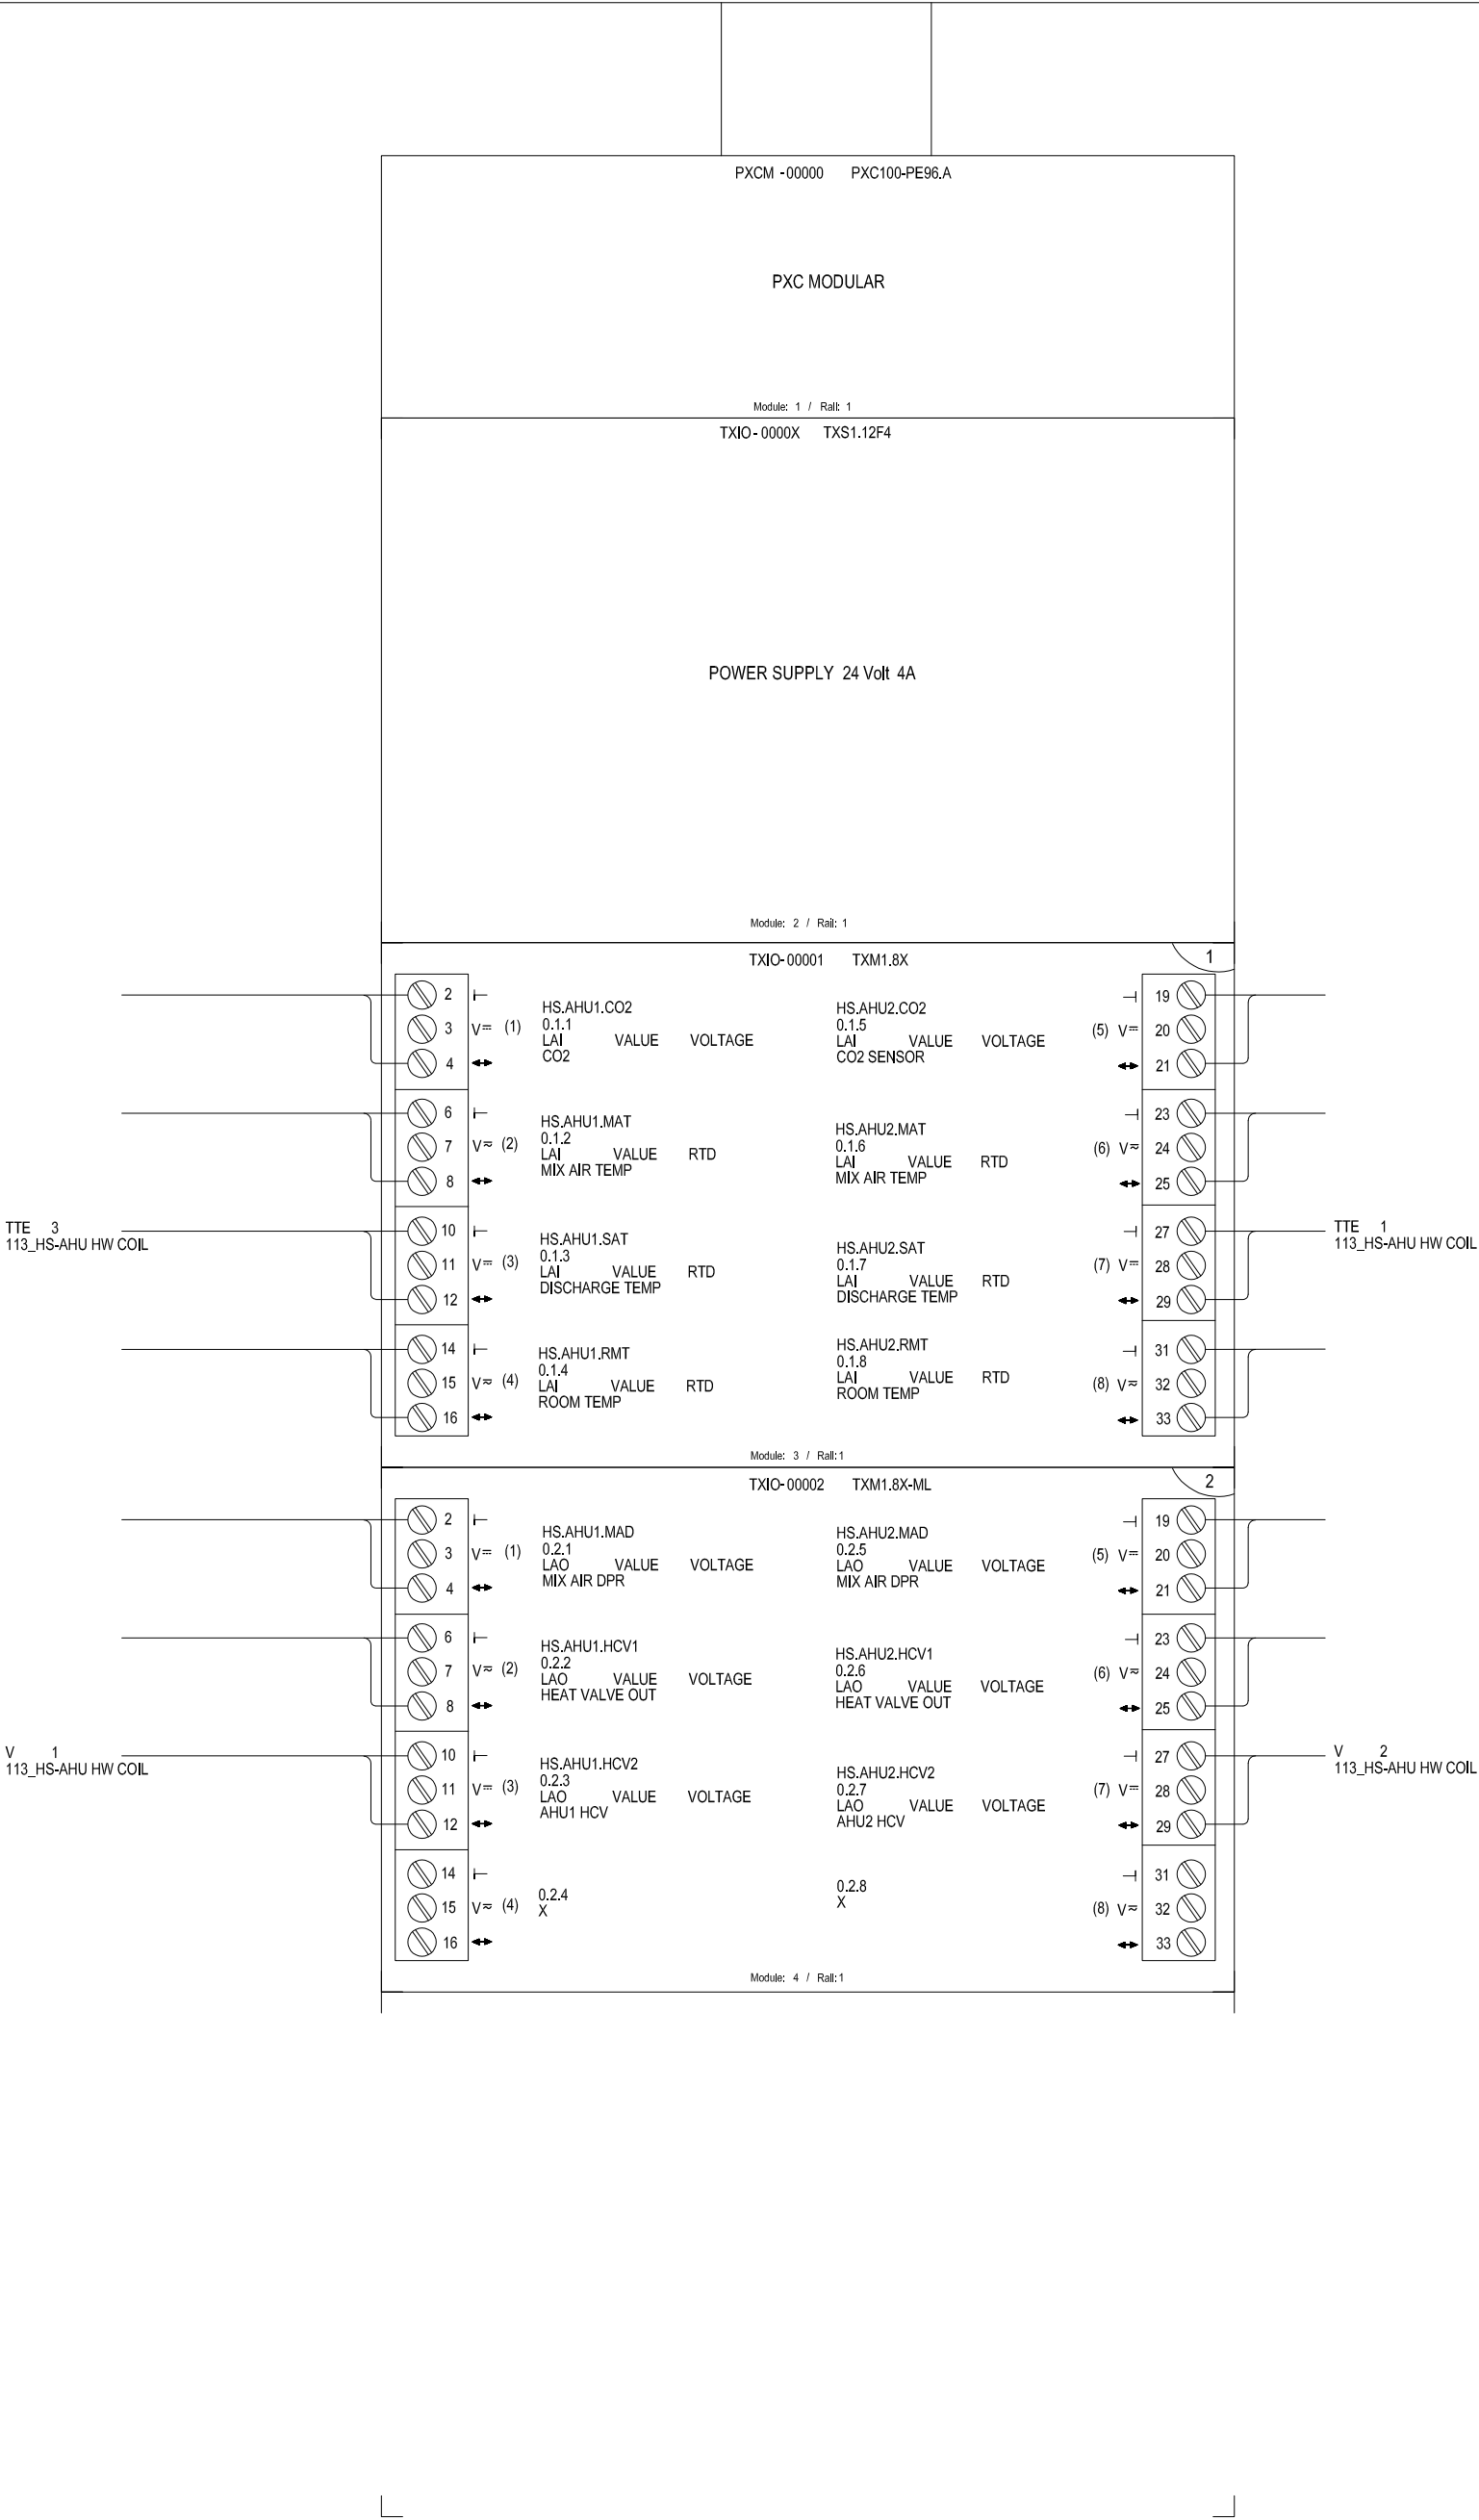 PXCM -00000 PXC100-PE96.A
PXC MODULAR
Module: 1 / Rail: 1
TXIO-0000X TXS1.12F4
POWER SUPPLY 24 Volt 4A
Module: 2 / Rail: 1
TXIO-00001 TXM1.8X
1
2
3 V= (1)
4
HS.AHU1.CO2
0.1.1
LAI VALUE VOLTAGE
CO2
HS.AHU2.CO2
0.1.5
LAI VALUE VOLTAGE
CO2 SENSOR
19
(5) V= 20
21
6
7 V≂ (2)
8
HS.AHU1.MAT
0.1.2
LAI VALUE RTD
MIX AIR TEMP
HS.AHU2.MAT
0.1.6
LAI VALUE RTD
MIX AIR TEMP
23
(6) V≂ 24
25
TTE 3
113_HS-AHU HW COIL
10
11 V= (3)
12
HS.AHU1.SAT
0.1.3
LAI VALUE RTD
DISCHARGE TEMP
HS.AHU2.SAT
0.1.7
LAI VALUE RTD
DISCHARGE TEMP
27
(7) V= 28
29
TTE 1
113_HS-AHU HW COIL
14
15 V≂ (4)
16
HS.AHU1.RMT
0.1.4
LAI VALUE RTD
ROOM TEMP
HS.AHU2.RMT
0.1.8
LAI VALUE RTD
ROOM TEMP
31
(8) V≂ 32
33
Module: 3 / Rail:1
TXIO-00002 TXM1.8X-ML
2
2
3 V= (1)
4
HS.AHU1.MAD
0.2.1
LAO VALUE VOLTAGE
MIX AIR DPR
HS.AHU2.MAD
0.2.5
LAO VALUE VOLTAGE
MIX AIR DPR
19
(5) V= 20
21
6
7 V≂ (2)
8
HS.AHU1.HCV1
0.2.2
LAO VALUE VOLTAGE
HEAT VALVE OUT
HS.AHU2.HCV1
0.2.6
LAO VALUE VOLTAGE
HEAT VALVE OUT
23
(6) V≂ 24
25
V 1
113_HS-AHU HW COIL
10
11 V= (3)
12
HS.AHU1.HCV2
0.2.3
LAO VALUE VOLTAGE
AHU1 HCV
HS.AHU2.HCV2
0.2.7
LAO VALUE VOLTAGE
AHU2 HCV
27
(7) V= 28
29
V 2
113_HS-AHU HW COIL
14
15 V≂ (4)
16
0.2.4
X
0.2.8
X
31
(8) V≂ 32
33
Module: 4 / Rail:1